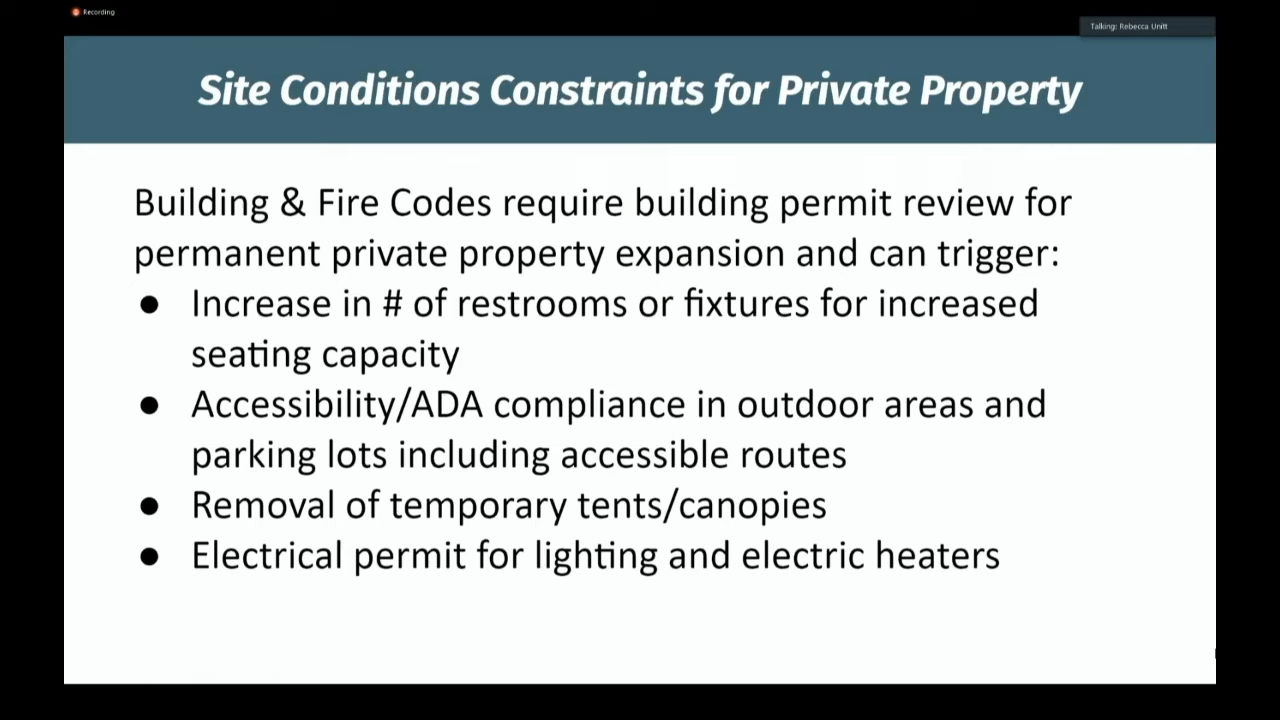 Recording
Talking: Rebecca Unitt
Site Conditions Constraints for Private Property
Building & Fire Codes require building permit review for
permanent private property expansion and can trigger:
● Increase in # of restrooms or fixtures for increased
seating capacity
● Accessibility/ADA compliance in outdoor areas and
parking lots including accessible routes
● Removal of temporary tents/canopies
● Electrical permit for lighting and electric heaters